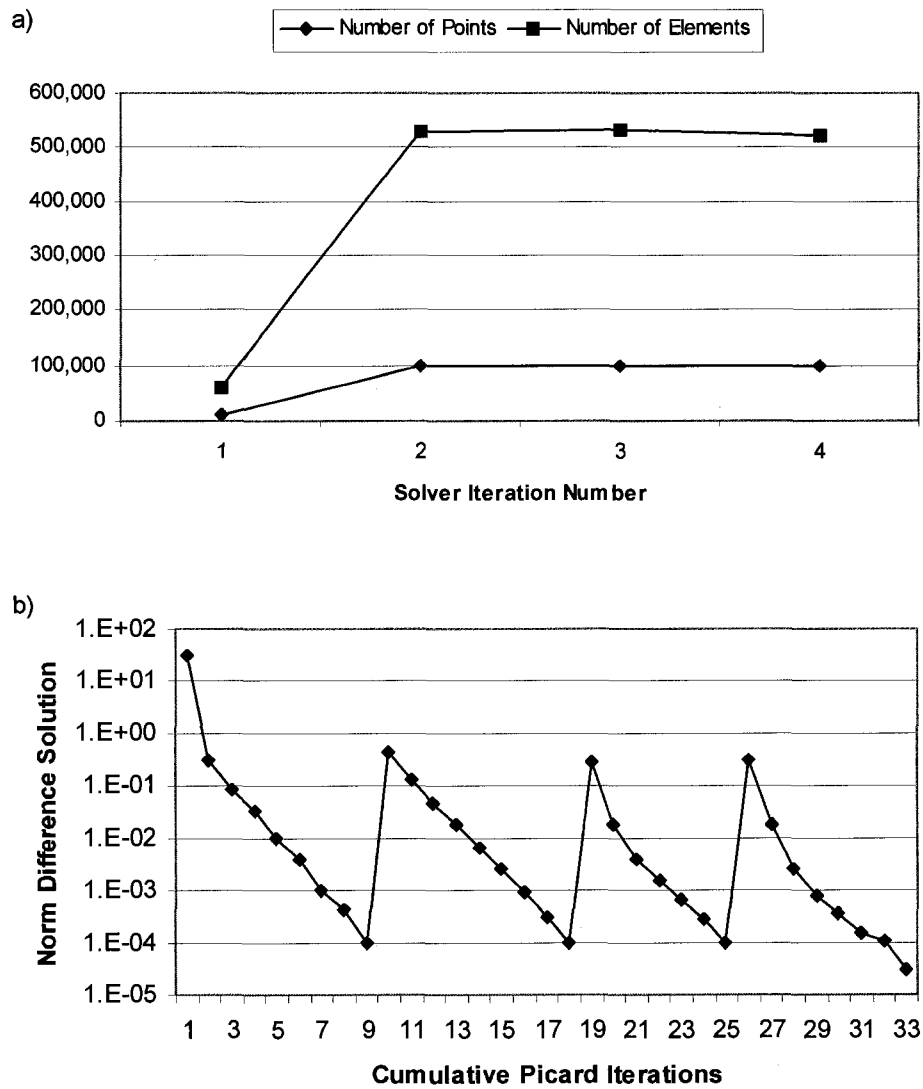 a)
Number of Points Number of Elements
600,000
500,000
400,000
300,000
200,000
100,000
0
1 2 3 4
Solver Iteration Number
b)
Norm Difference Solution
1.E+02
1.E+01
1.E+00
1.E-01
1.E-02
1.E-03
1.E-04
1.E-05
1 3 5 7 9 11 13 15 17 19 21 23 25 27 29 31 33
Cumulative Picard Iterations